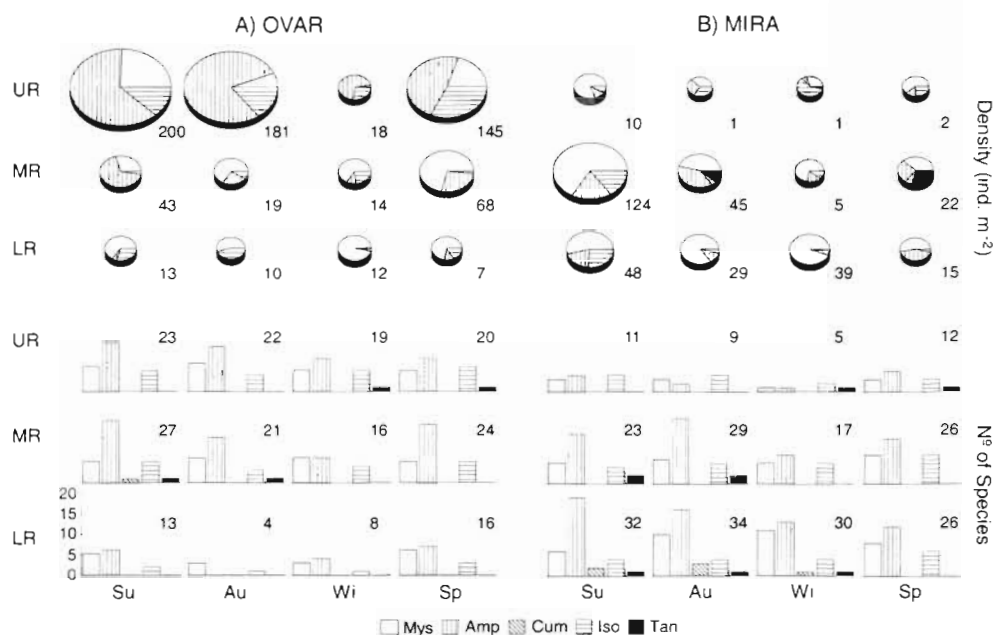 A) OVAR B) MIRA
UR 200 181 18 145 10 1 1 2
MR 43 19 14 68 124 45 5 22
LR 13 10 12 7 48 29 39 15
Density (ind. m⁻²)
UR 23 22 19 20 11 9 5 12
MR 27 21 16 24 23 29 17 26
LR 13 4 8 16 32 34 30 26
20
15
10
5
0
Nº of Species
Su Au Wi Sp Su Au Wi Sp
Mys Amp Cum Iso Tan